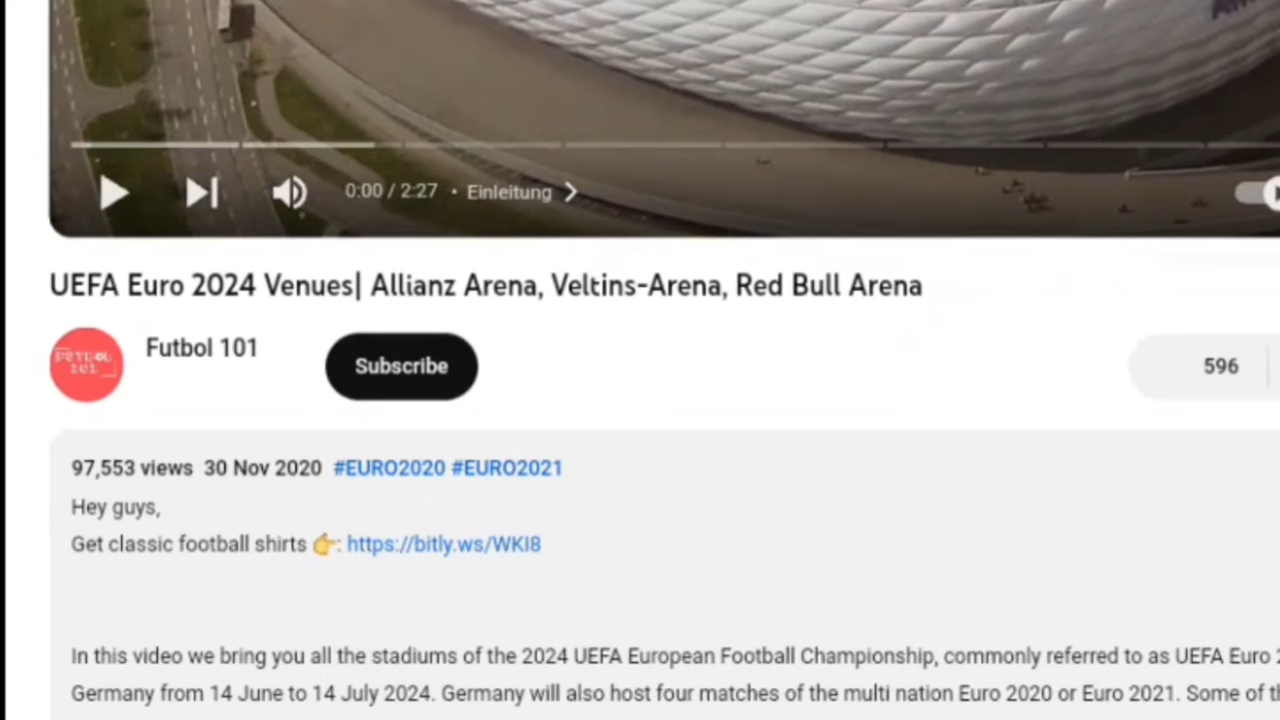 0:00 / 2:27 • Einleitung
UEFA Euro 2024 Venues| Allianz Arena, Veltins-Arena, Red Bull Arena
Futbol 101
Subscribe
596
97,553 views 30 Nov 2020 #EURO2020 #EURO2021
Hey guys,
Get classic football shirts 👉: https://bitly.ws/WKI8
In this video we bring you all the stadiums of the 2024 UEFA European Football Championship, commonly referred to as UEFA Euro
Germany from 14 June to 14 July 2024. Germany will also host four matches of the multi nation Euro 2020 or Euro 2021. Some of